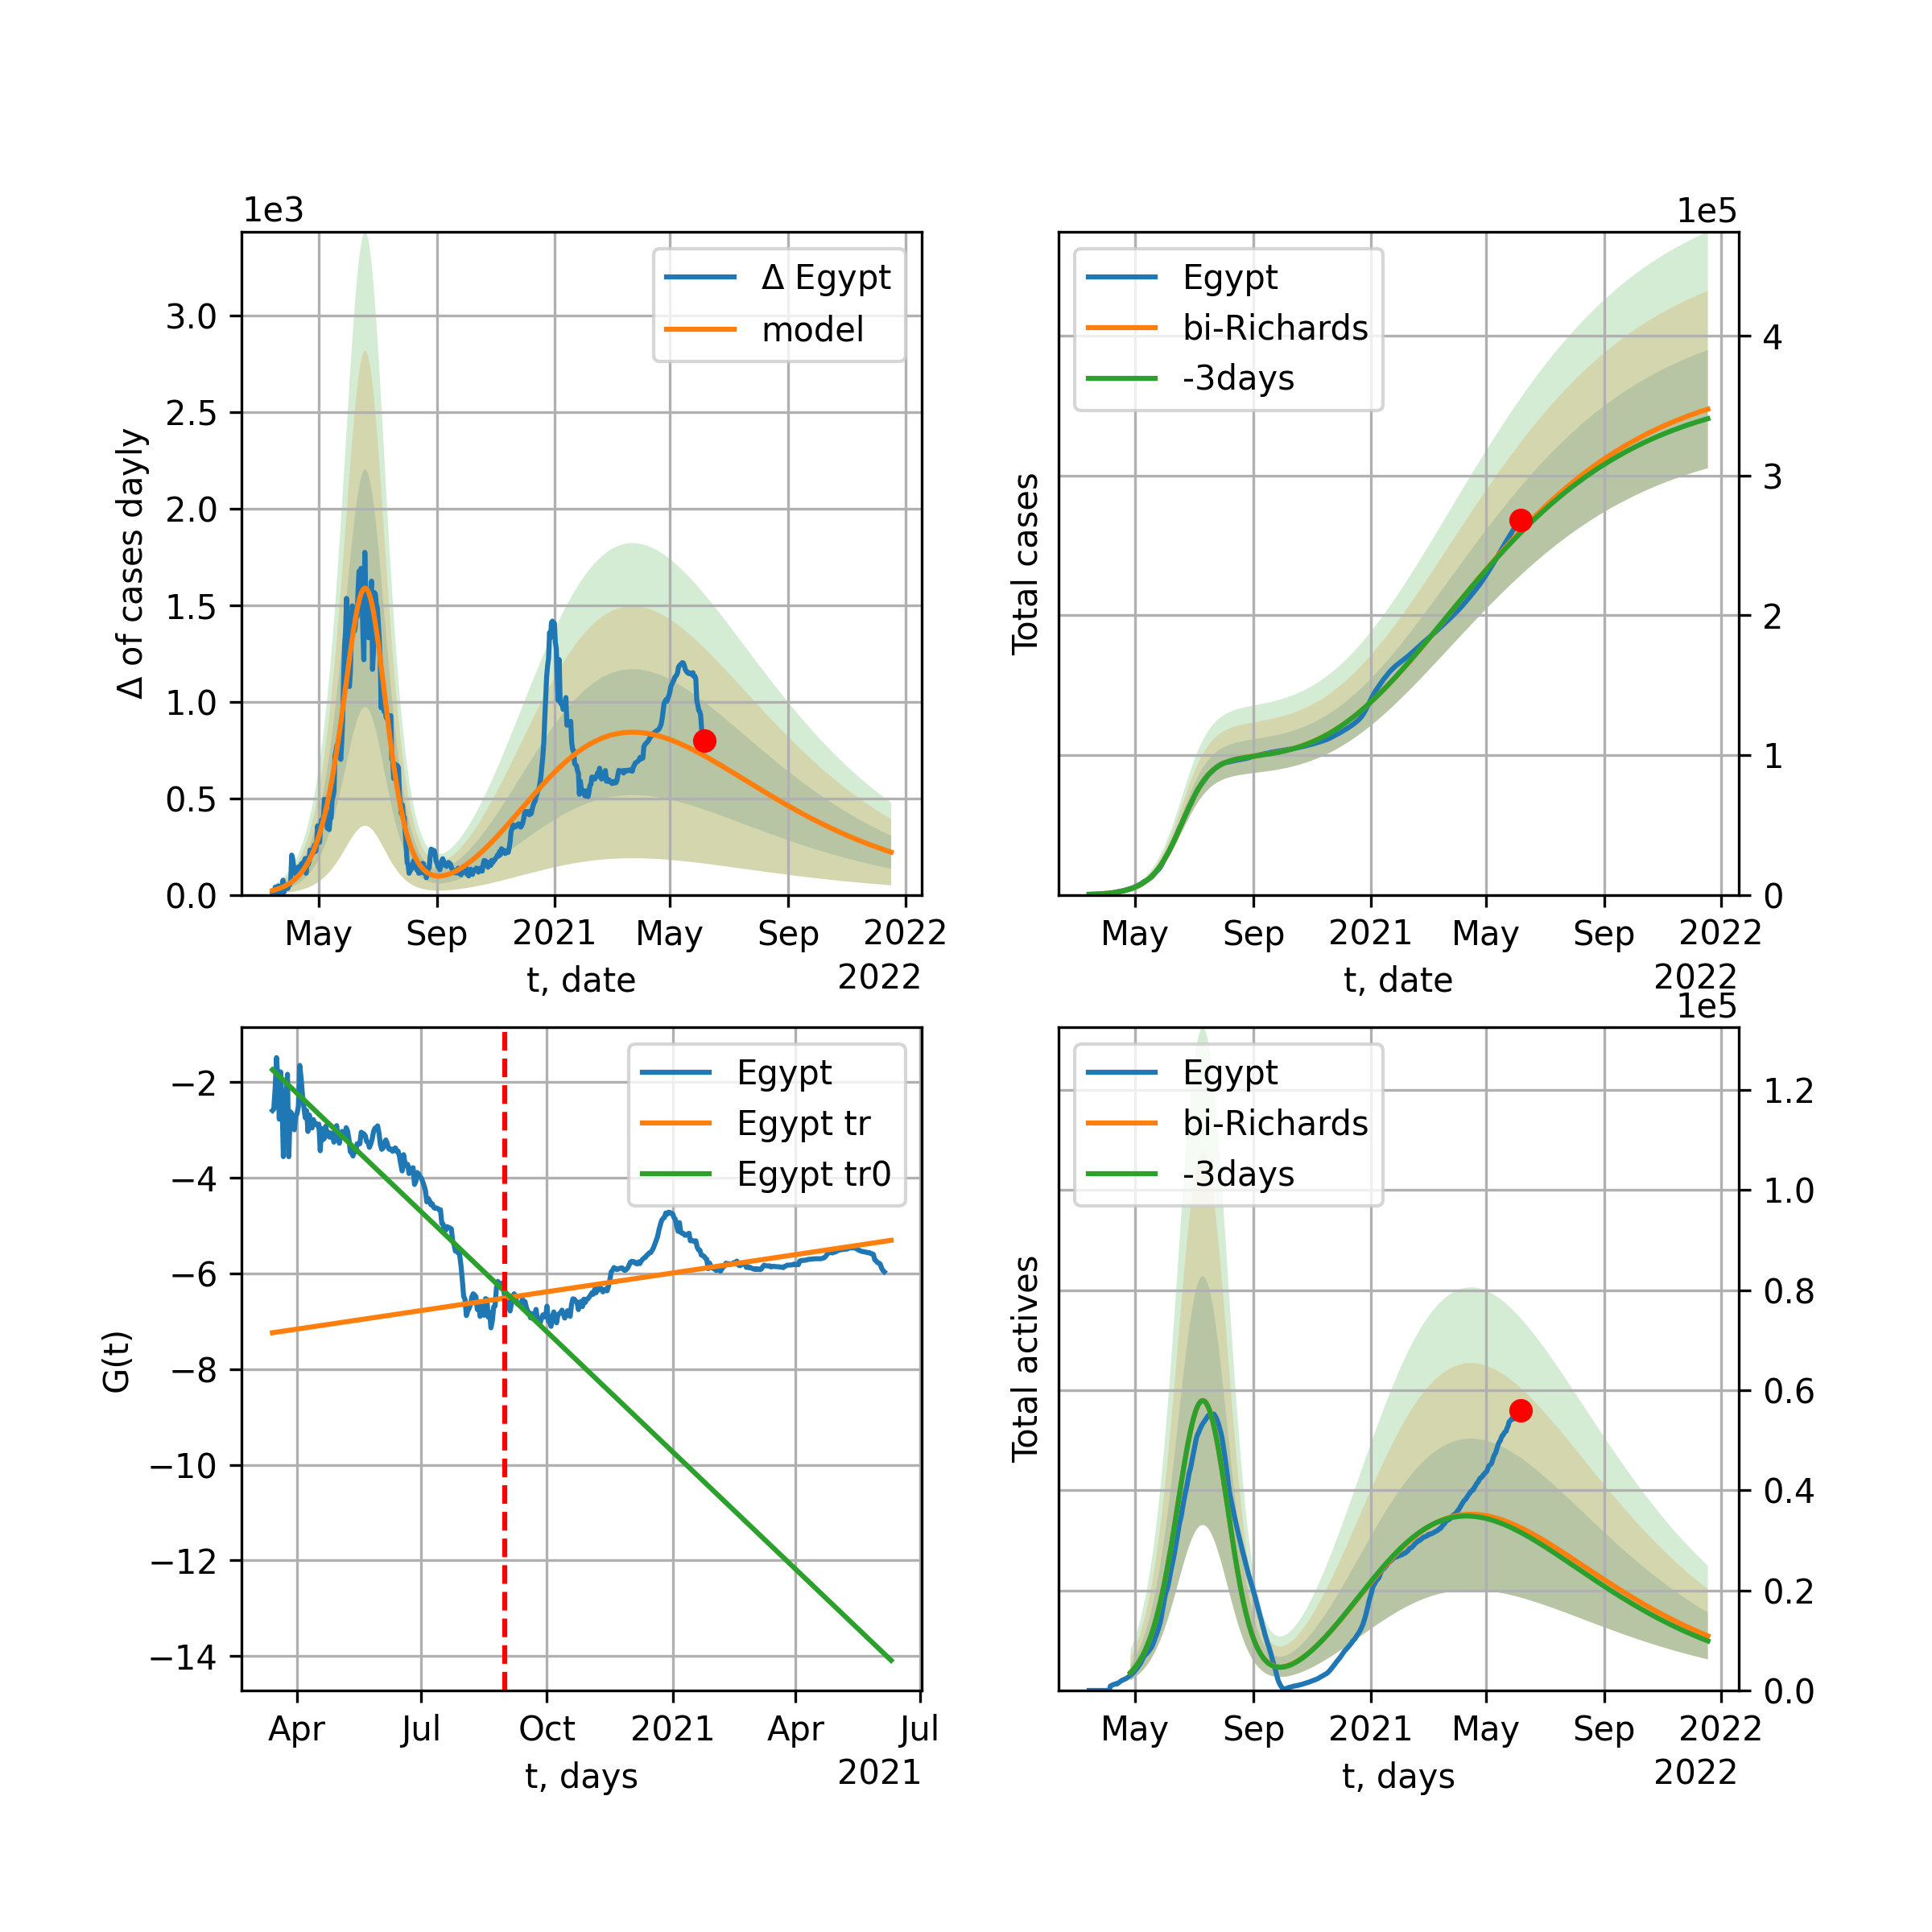 1e3
Δ of cases dayly
3.0
2.5
2.0
1.5
1.0
0.5
0.0
Δ Egypt
model
May Sep 2021 May Sep 2022
t, date
2022
1e5
Total cases
Egypt
bi-Richards
-3days
4
3
2
1
0
May Sep 2021 May Sep 2022
t, date
2022
G(t)
−2
−4
−6
−8
−10
−12
−14
Egypt
Egypt tr
Egypt tr0
Apr Jul Oct 2021 Apr Jul
t, days
2021
1e5
Total actives
Egypt
bi-Richards
-3days
1.2
1.0
0.8
0.6
0.4
0.2
0.0
May Sep 2021 May Sep 2022
t, days
2022